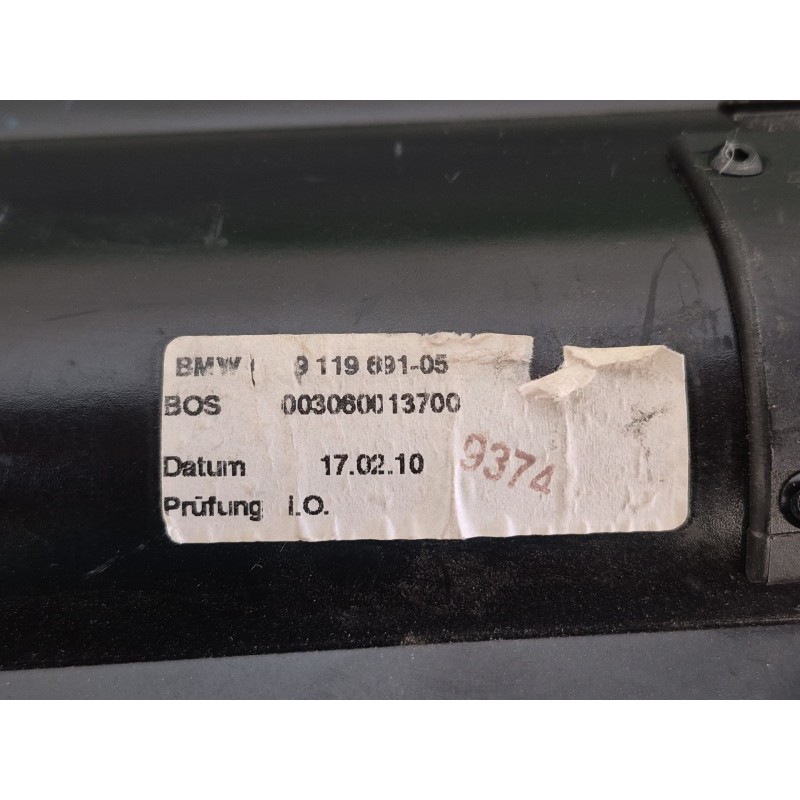 BMW 9 119 691-05
BOS 003060013700
Datum 17.02.10
9374
Prüfung i.O.